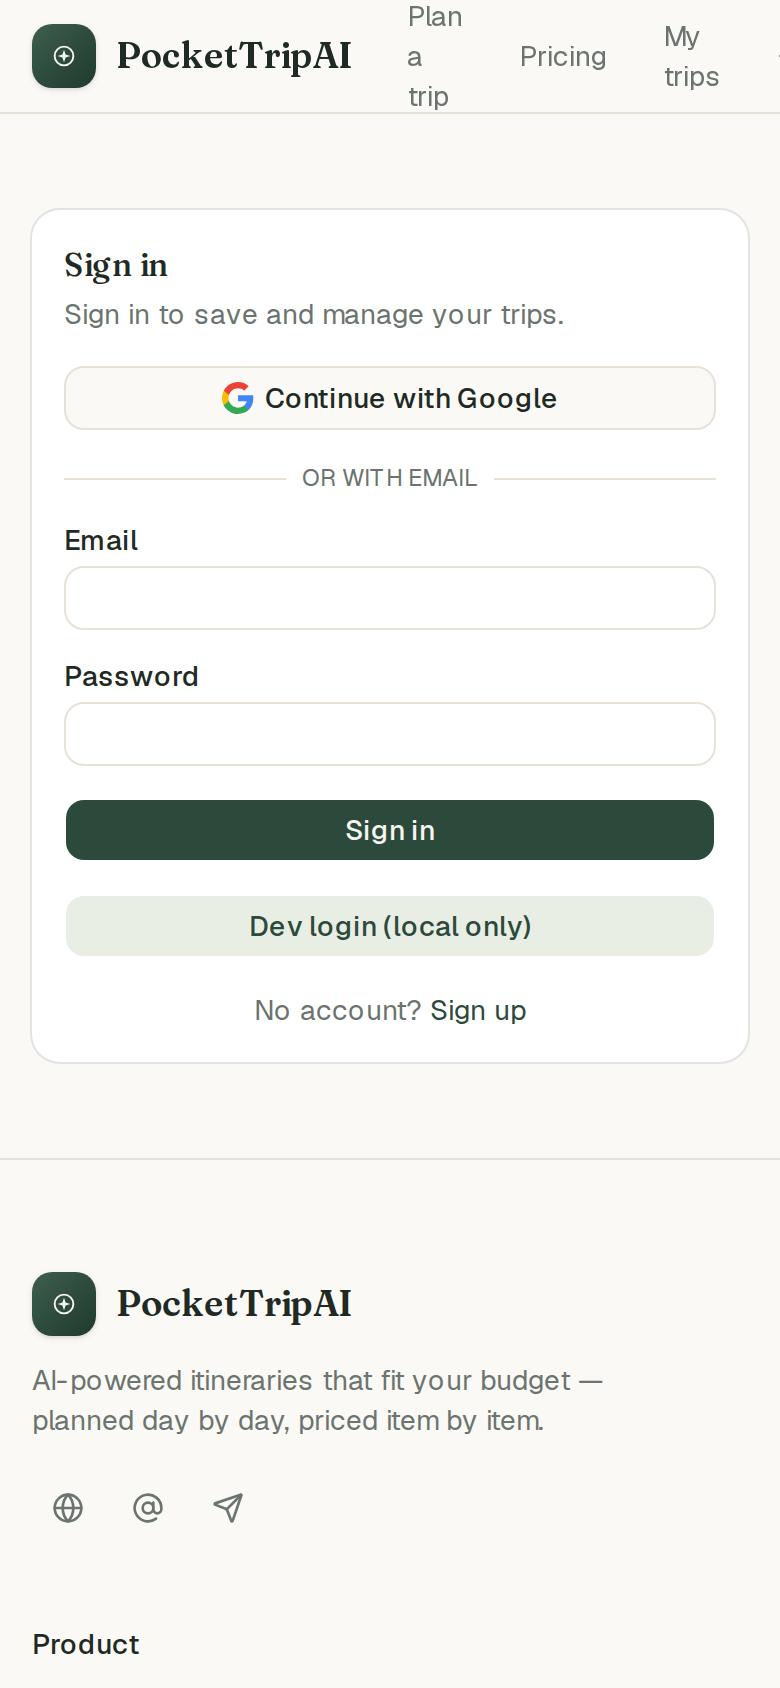 PocketTripAI
Plan
a
trip
Pricing
My
trips
Sign in
Sign in to save and manage your trips.
Continue with Google
OR WITH EMAIL
Email
Password
Sign in
Dev login (local only)
No account? Sign up
PocketTripAI
AI-powered itineraries that fit your budget —
planned day by day, priced item by item.
Product